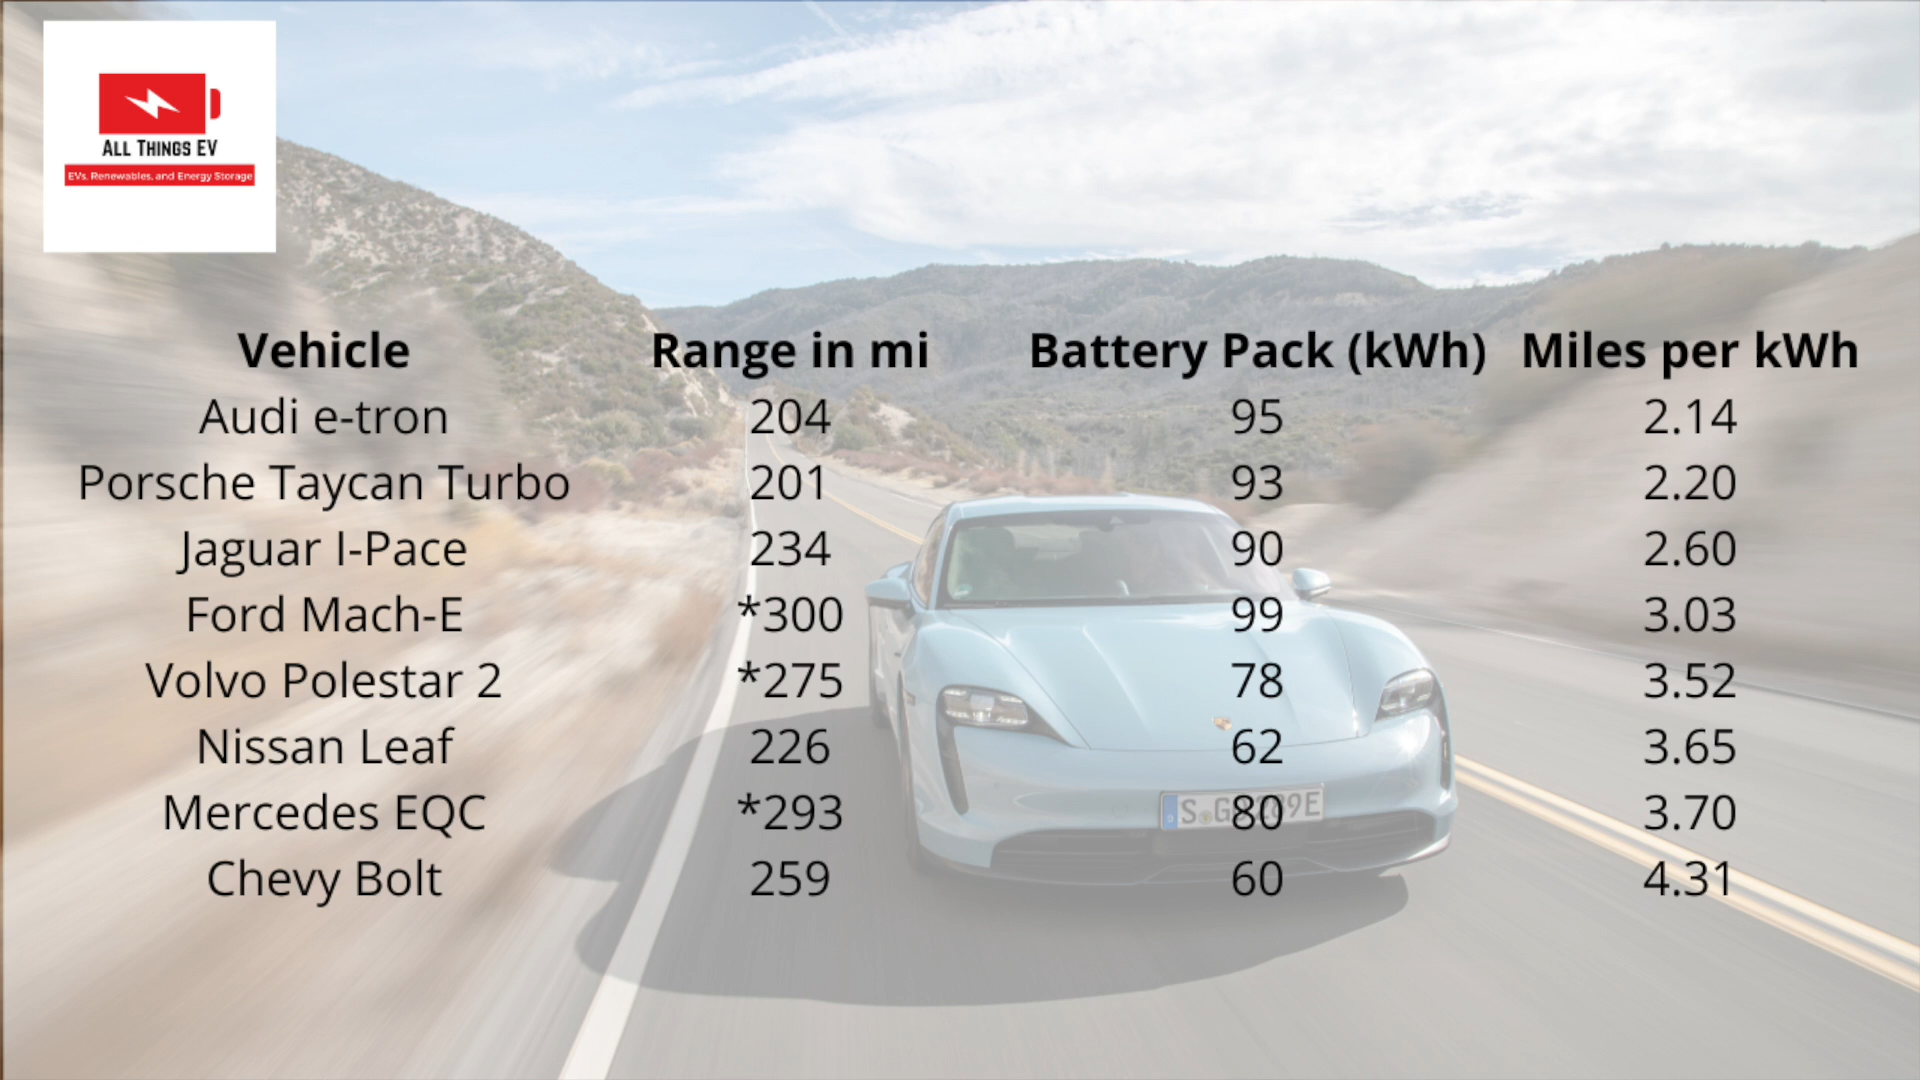 ALL THINGS EV
EVs, Renewables, and Energy Storage
Vehicle Range in mi Battery Pack (kWh) Miles per kWh
Audi e-tron 204 95 2.14
Porsche Taycan Turbo 201 93 2.20
Jaguar I-Pace 234 90 2.60
Ford Mach-E *300 99 3.03
Volvo Polestar 2 *275 78 3.52
Nissan Leaf 226 62 3.65
Mercedes EQC *293 80 3.70
Chevy Bolt 259 60 4.31